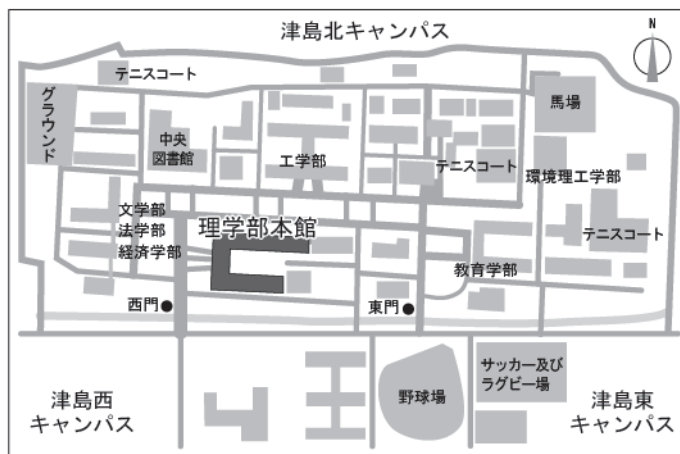 津島北キャンパス
N
テニスコート
グラウンド
馬場
中央
図書館
工学部
テニスコート
環境理工学部
文学部
法学部
経済学部
理学部本館
テニスコート
教育学部
西門
東門
津島西
キャンパス
野球場
サッカー及び
ラグビー場
津島東
キャンパス